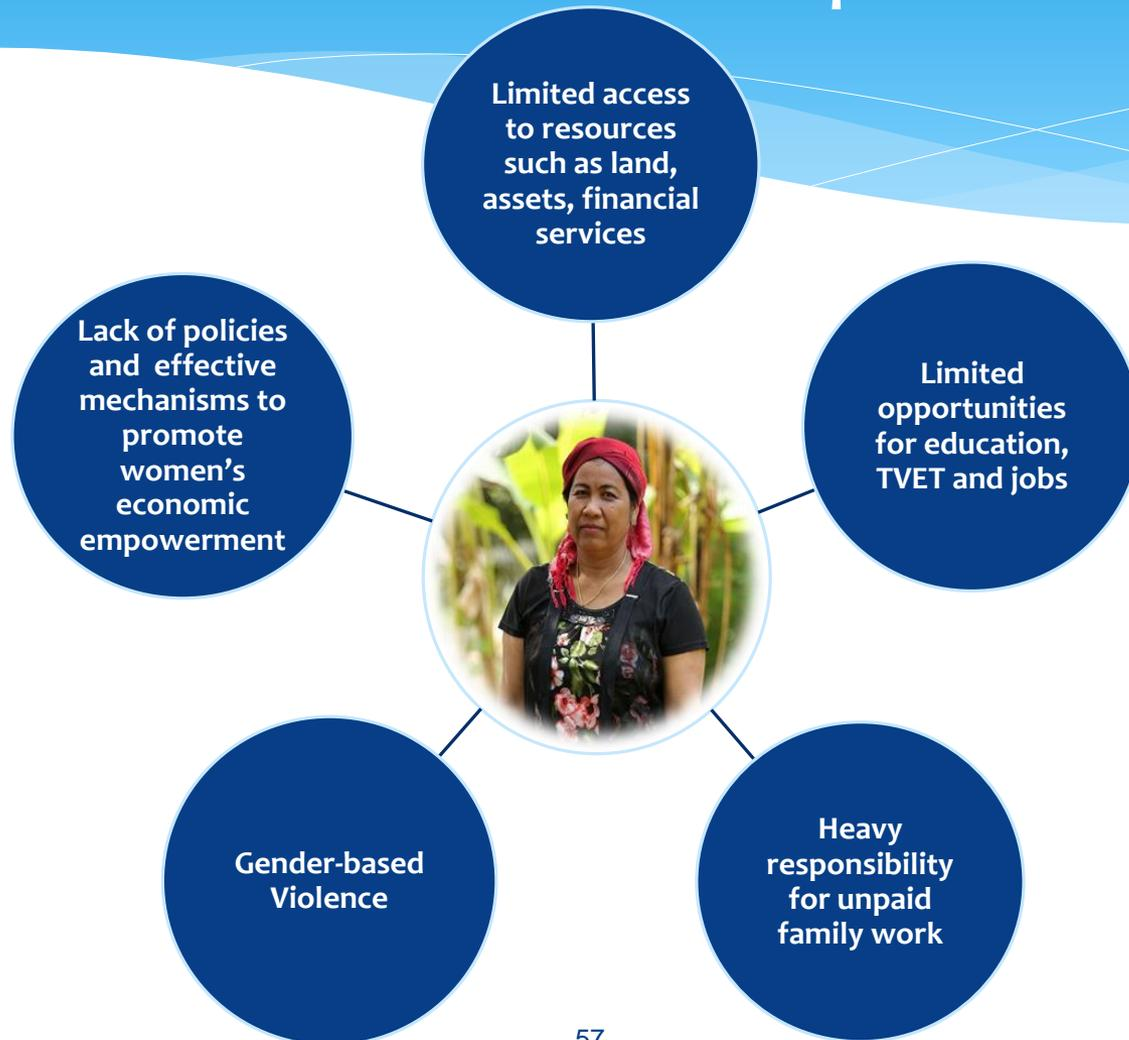 Limited access
to resources
such as land,
assets, financial
services
Limited
opportunities
for education,
TVET and jobs
Heavy
responsibility
for unpaid
family work
Gender-based
Violence
Lack of policies
and  effective
mechanisms to
promote
women’s
economic
empowerment
57